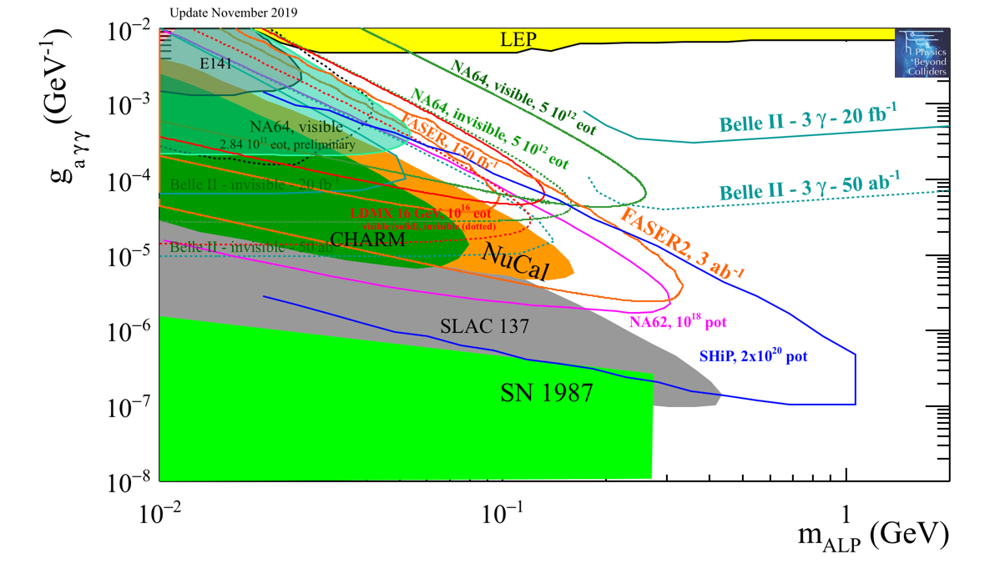 Update November 2019
10⁻²
LEP
Physics
Beyond
Colliders
E141
NA64, visible, 5 10¹² eot
10⁻³
NA64, invisible, 5 10¹² eot
Belle II - 3 γ - 20 fb⁻¹
FASER, 150 fb⁻¹
NA64, visible
2.84 10¹¹ eot, preliminary
g_aγγ (GeV⁻¹)
10⁻⁴
Belle II - invisible - 20 fb⁻¹
Belle II - 3 γ - 50 ab⁻¹
LDMX 16 GeV, 10¹⁶ eot
visible (solid), invisible (dotted)
FASER2, 3 ab⁻¹
CHARM
10⁻⁵
Belle II - invisible - 50 ab
NuCal
NA62, 10¹⁸ pot
10⁻⁶
SLAC 137
SHiP, 2x10²⁰ pot
SN 1987
10⁻⁷
10⁻⁸
10⁻² 10⁻¹ 1
m_ALP (GeV)